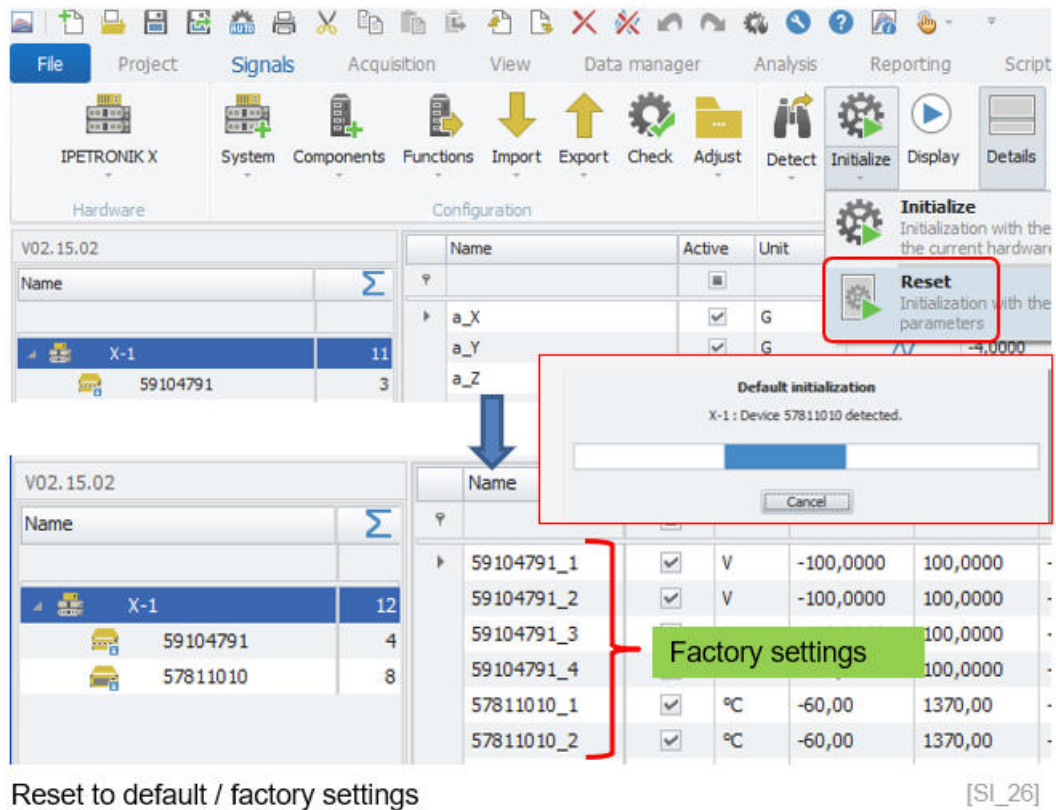 AUTO
File Project Signals Acquisition View Data manager Analysis Reporting Script
IPETRONIK X System Components Functions Import Export Check Adjust Detect Initialize Display Details
Hardware Configuration
Initialize
Initialization with the
the current hardware
Reset
Initialization with the
parameters
V02.15.02 Name Active Unit
Name Σ
a_X G
X-1 11 a_Y G -4,0000
59104791 3 a_Z
Default initialization
X-1 : Device 57811010 detected.
Cancel
V02.15.02 Name
Name Σ
59104791_1 V -100,0000 100,0000
X-1 12 59104791_2 V -100,0000 100,0000
59104791 4 59104791_3 100,0000
57811010 8 59104791_4 100,0000
Factory settings
57811010_1 °C -60,00 1370,00
57811010_2 °C -60,00 1370,00
Reset to default / factory settings [SI_26]